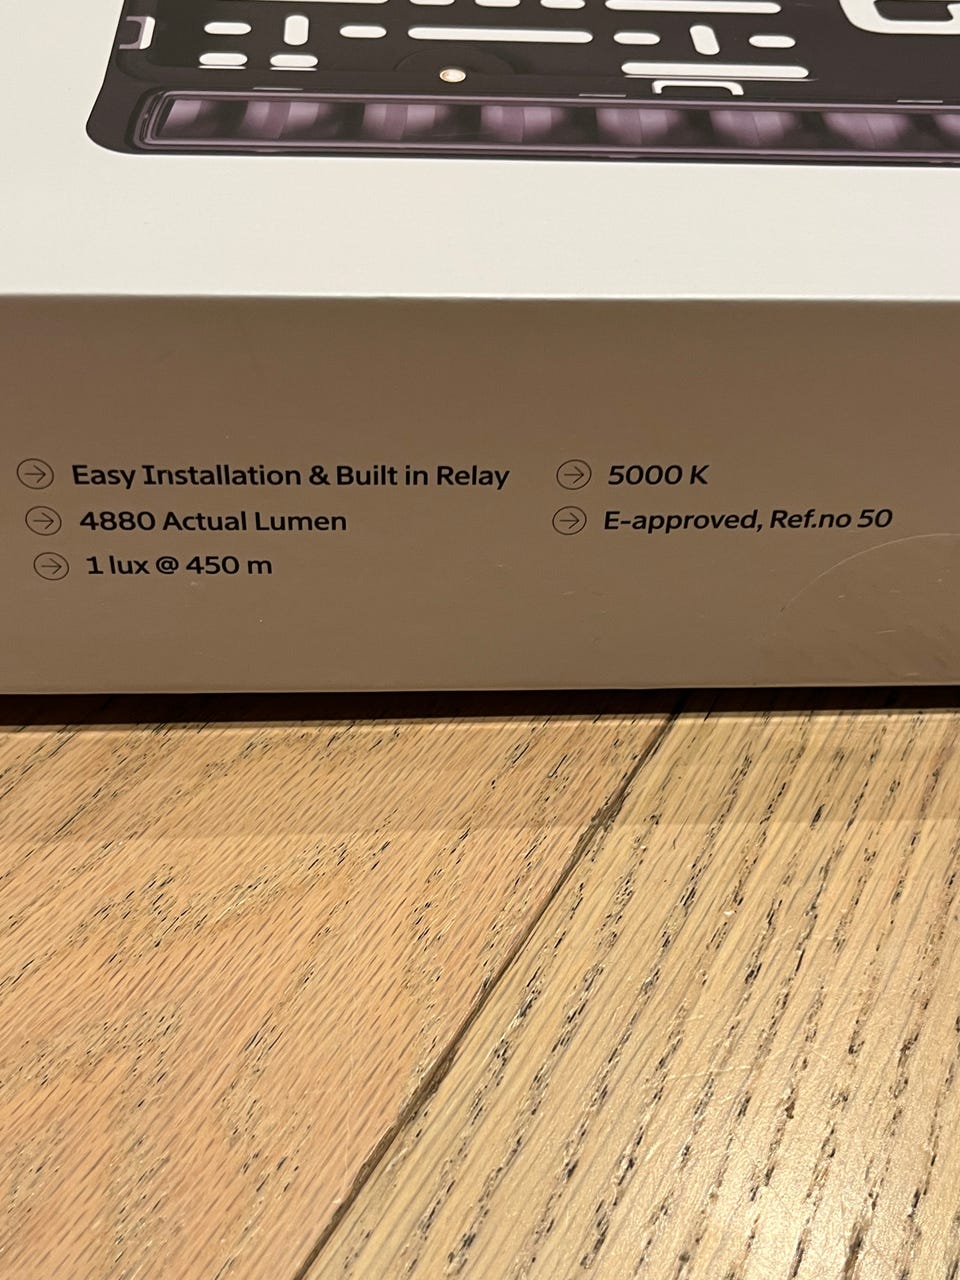 Easy Installation & Built in Relay
4880 Actual Lumen
1 lux @ 450 m
5000 K
E-approved, Ref.no 50